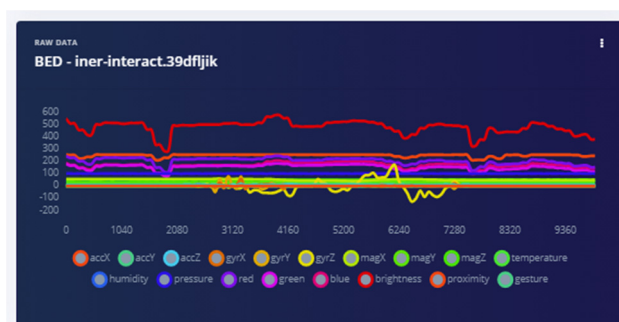 RAW DATA
BED - iner-interact.39dfljik
600
500
400
300
200
100
0
-100
-200
0 1040 2080 3120 4160 5200 6240 7280 8320 9360
accX accY accZ gyrX gyrY gyrZ magX magY magZ temperature
humidity pressure red green blue brightness proximity gesture